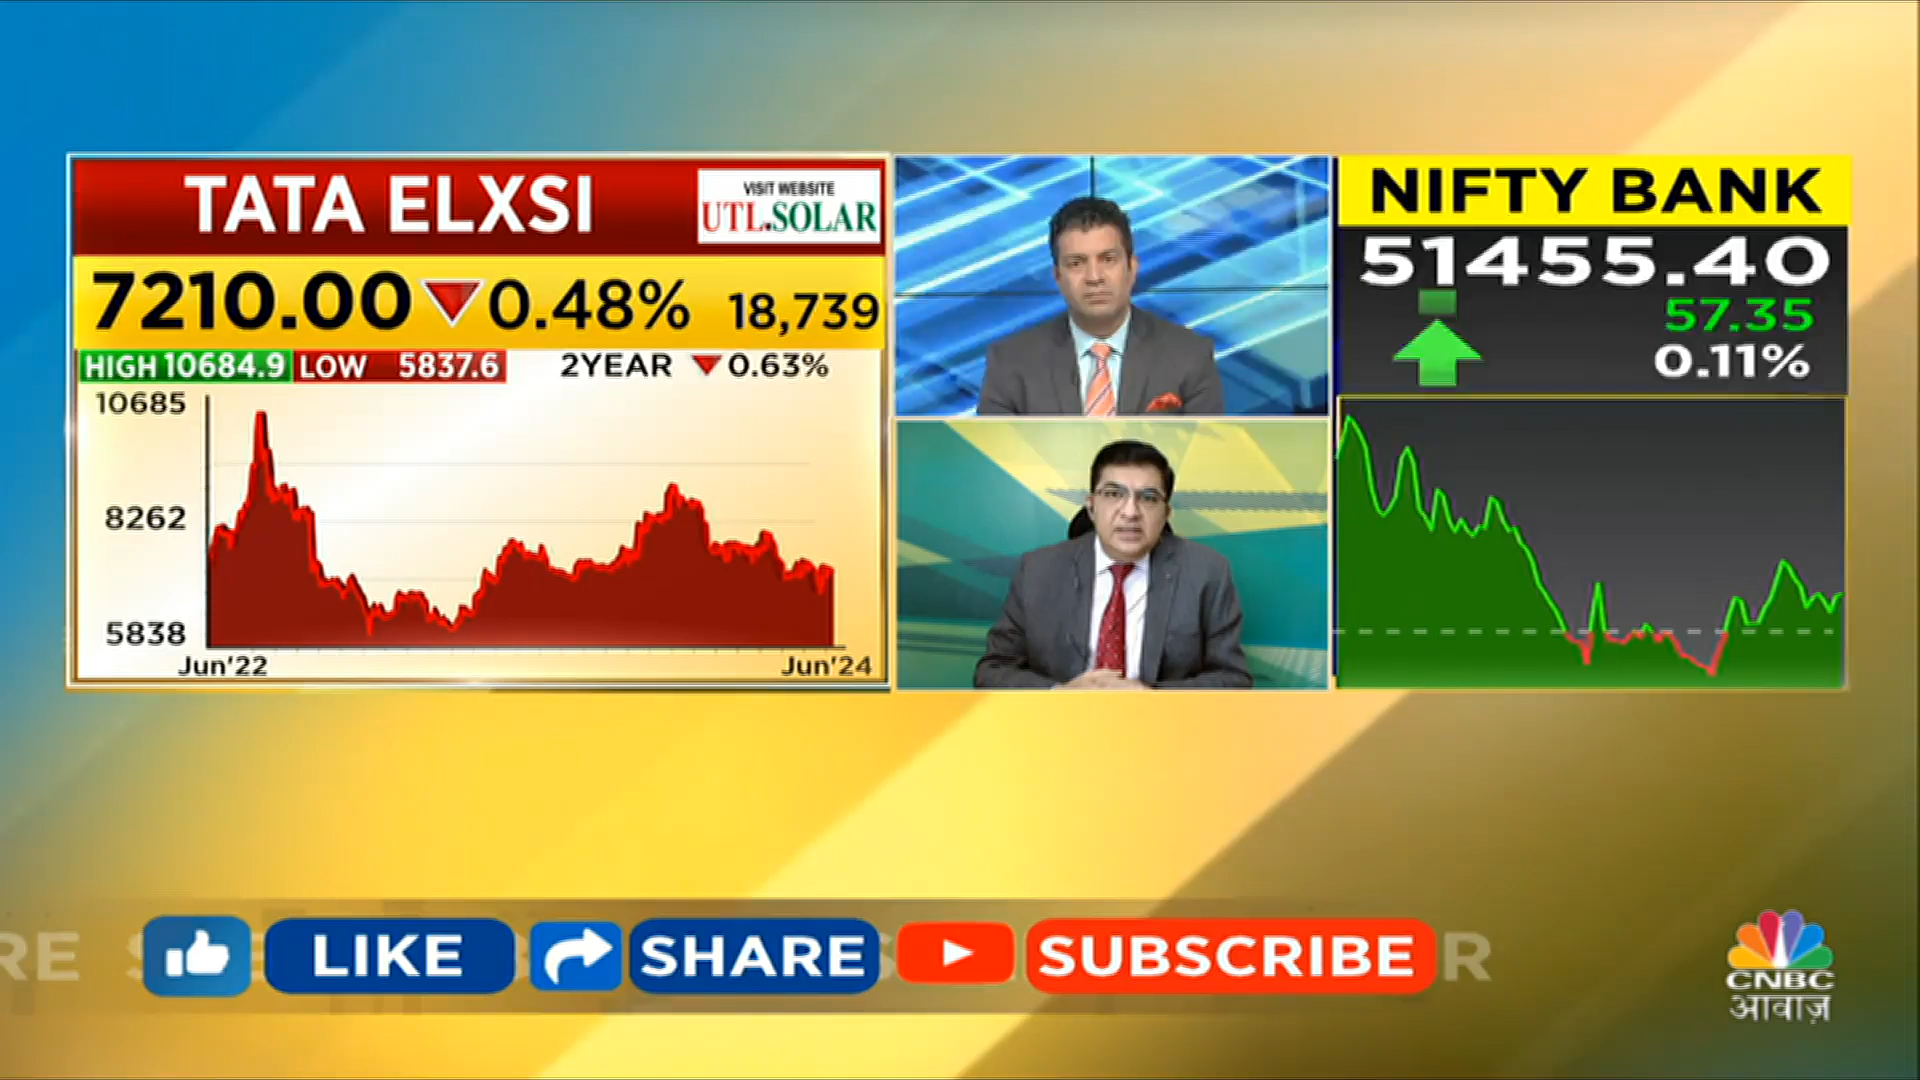 TATA ELXSI
VISIT WEBSITE
UTL.SOLAR
7210.00 0.48% 18,739
HIGH 10684.9 LOW 5837.6 2YEAR 0.63%
10685
8262
5838
Jun'22 Jun'24
NIFTY BANK
51455.40
57.35
0.11%
LIKE SHARE SUBSCRIBE
CNBC
आवाज़